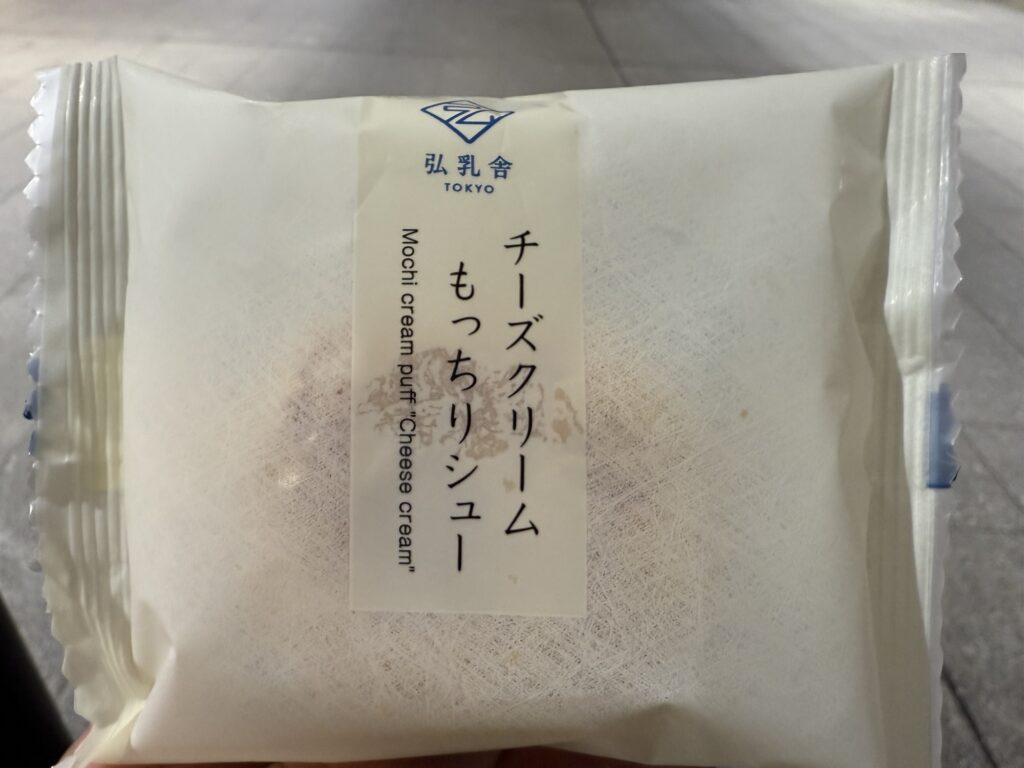 弘乳舎
TOKYO
チーズクリーム
もっちりシュー
Mochi cream puff "Cheese cream"